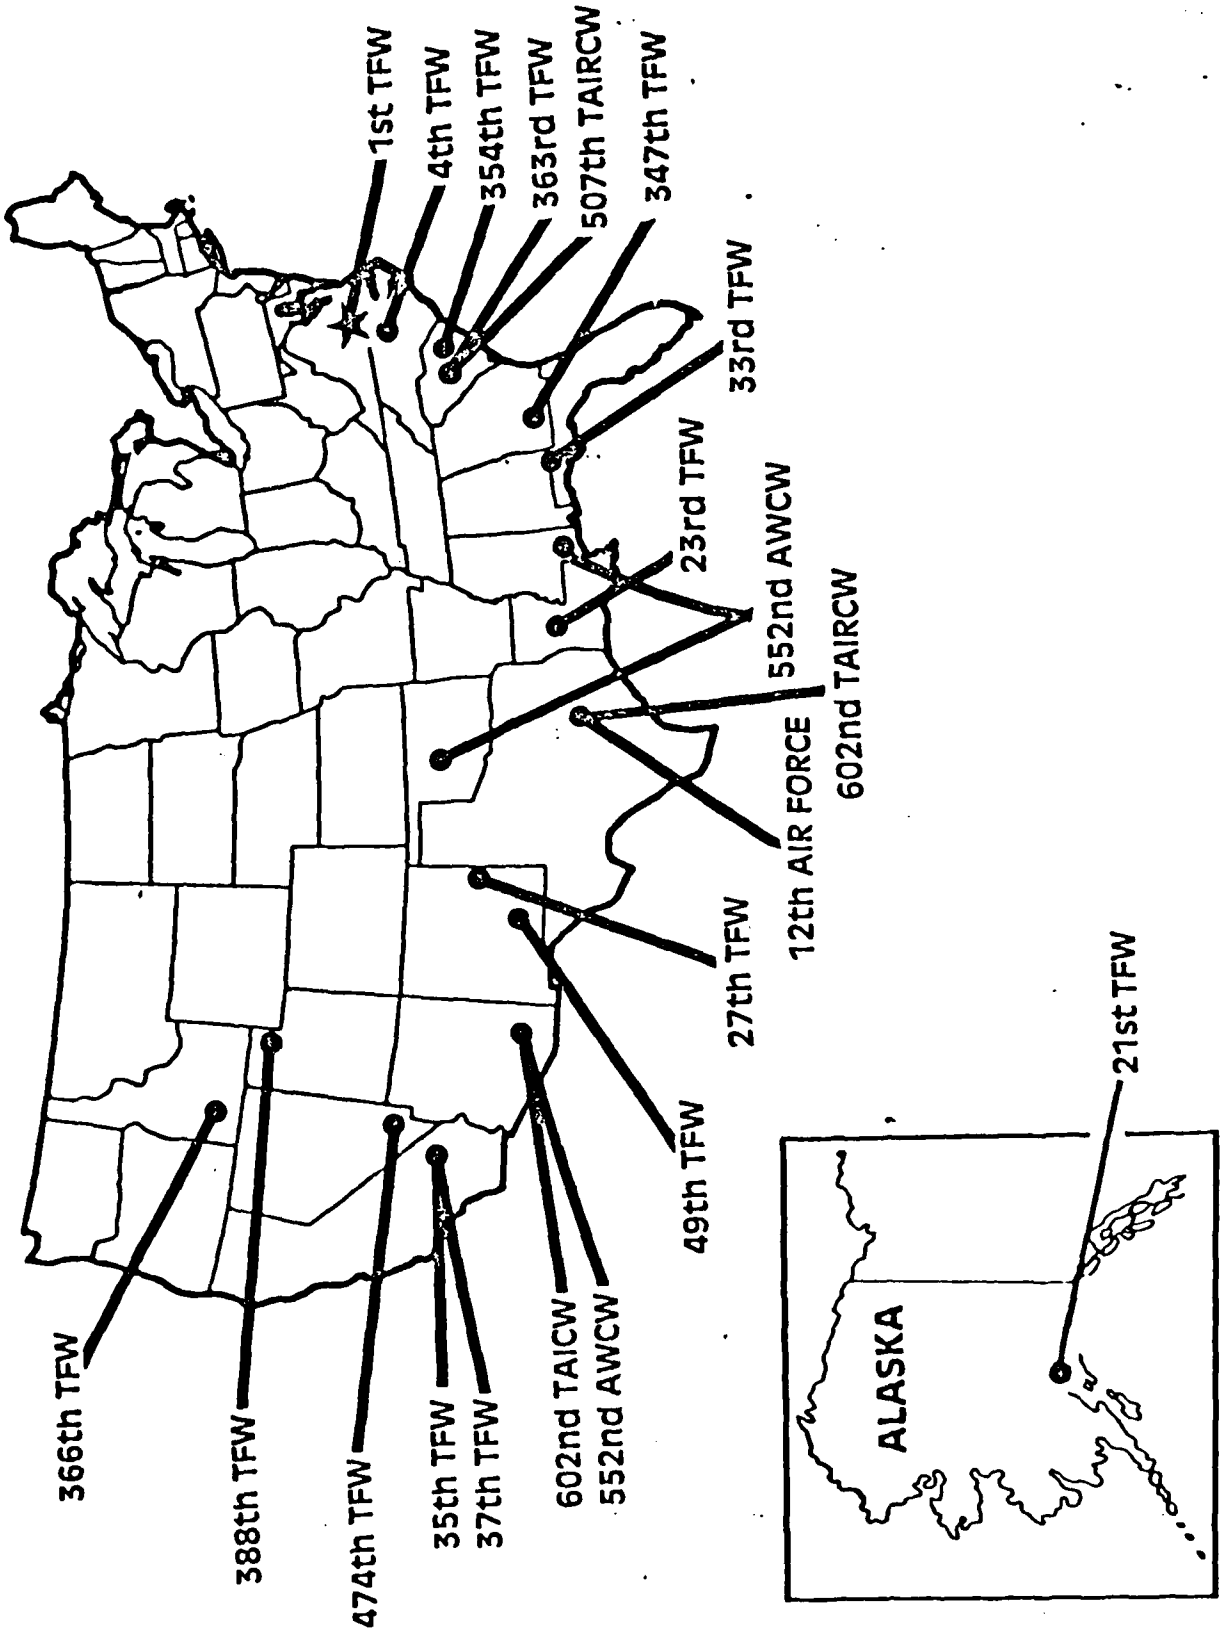 366th TFW
388th TFW
474th TFW
35th TFW
37th TFW
602nd TAICW
552nd AWCW
49th TFW
27th TFW
12th AIR FORCE
602nd TAIRCW
552nd AWCW
23rd TFW
33rd TFW
347th TFW
507th TAIRCW
363rd TFW
354th TFW
4th TFW
1st TFW
ALASKA
21st TFW